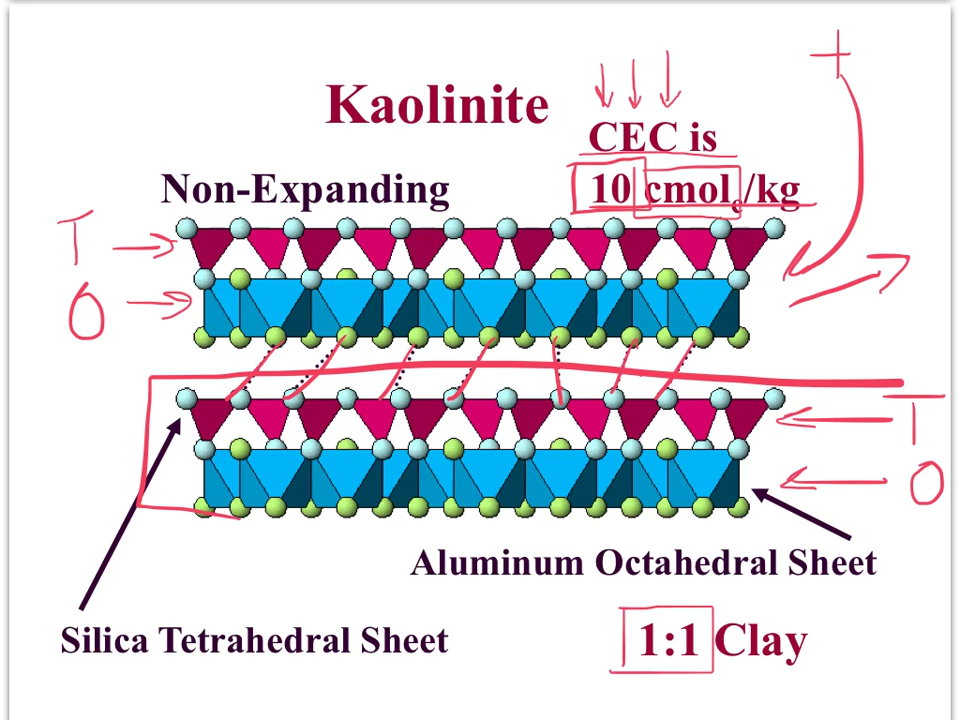 Kaolinite
+
CEC is
Non-Expanding
10 cmolc/kg
T
O
T
O
Aluminum Octahedral Sheet
Silica Tetrahedral Sheet
1:1 Clay